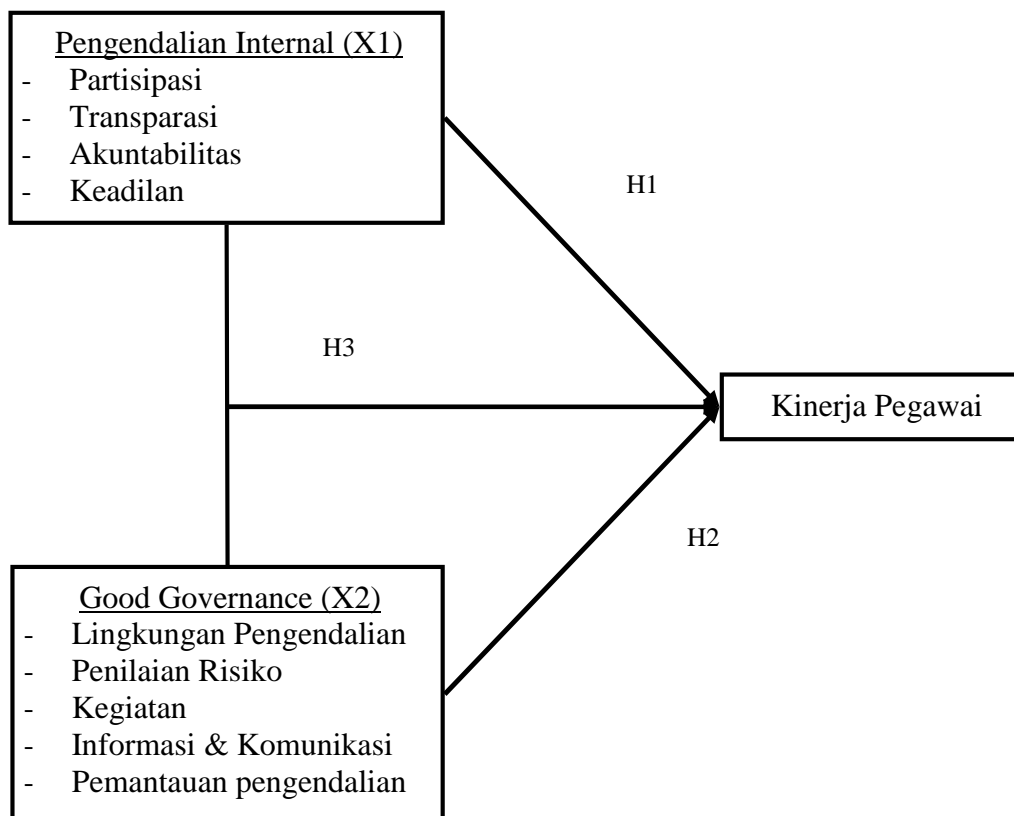 Pengendalian Internal (X1)
- Partisipasi
- Transparasi
- Akuntabilitas
- Keadilan
H1
H3
Kinerja Pegawai
H2
Good Governance (X2)
- Lingkungan Pengendalian
- Penilaian Risiko
- Kegiatan
- Informasi & Komunikasi
- Pemantauan pengendalian